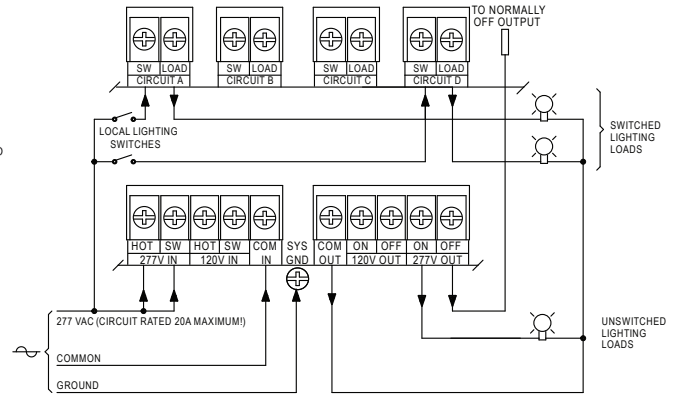 TO NORMALLY
OFF OUTPUT
SW LOAD SW LOAD SW LOAD SW LOAD
CIRCUIT A CIRCUIT B CIRCUIT C CIRCUIT D
LOCAL LIGHTING
SWITCHES
SWITCHED
LIGHTING
LOADS
HOT SW HOT SW COM SYS COM ON OFF ON OFF
277V IN 120V IN IN GND OUT 120V OUT 277V OUT
277 VAC (CIRCUIT RATED 20A MAXIMUM!)
COMMON
GROUND
UNSWITCHED
LIGHTING
LOADS